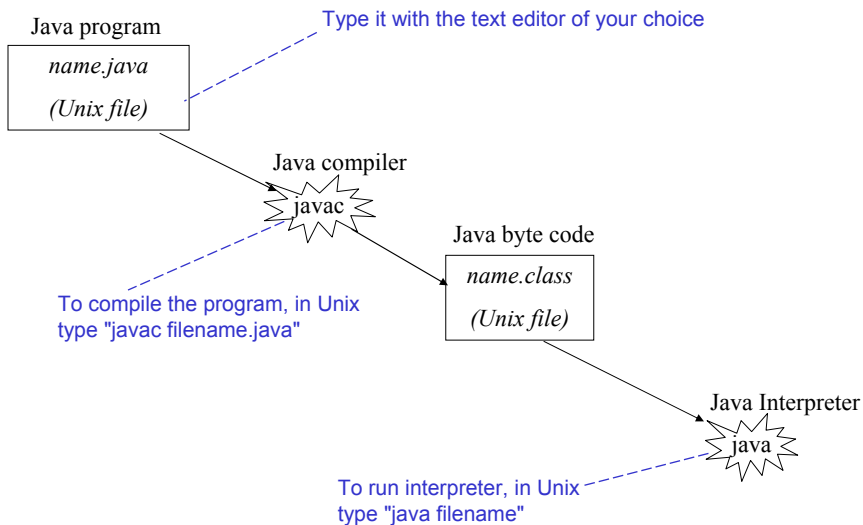 Type it with the text editor of your choice
Java program
name.java
(Unix file)
Java compiler
javac
Java byte code
name.class
(Unix file)
To compile the program, in Unix
type "javac filename.java"
Java Interpreter
java
To run interpreter, in Unix
type "java filename"